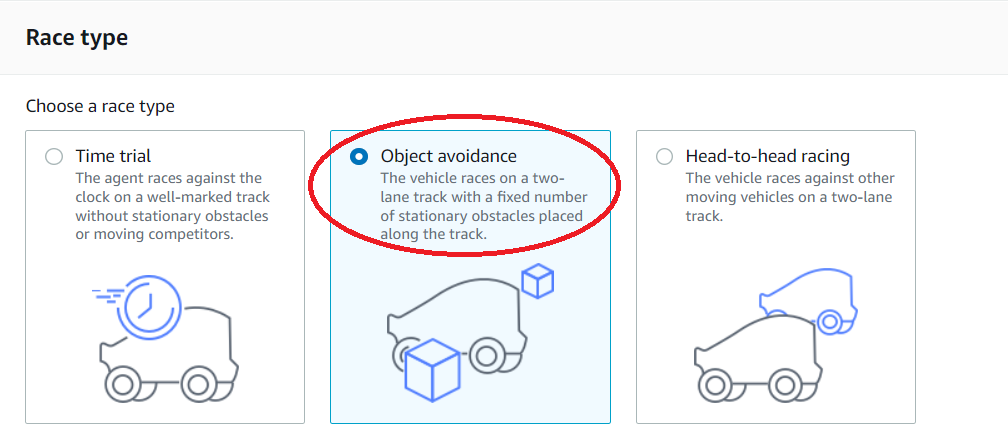 Race type
Choose a race type
Time trial
The agent races against the
clock on a well-marked track
without stationary obstacles
or moving competitors.
Object avoidance
The vehicle races on a two-
lane track with a fixed number
of stationary obstacles placed
along the track.
Head-to-head racing
The vehicle races against other
moving vehicles on a two-lane
track.